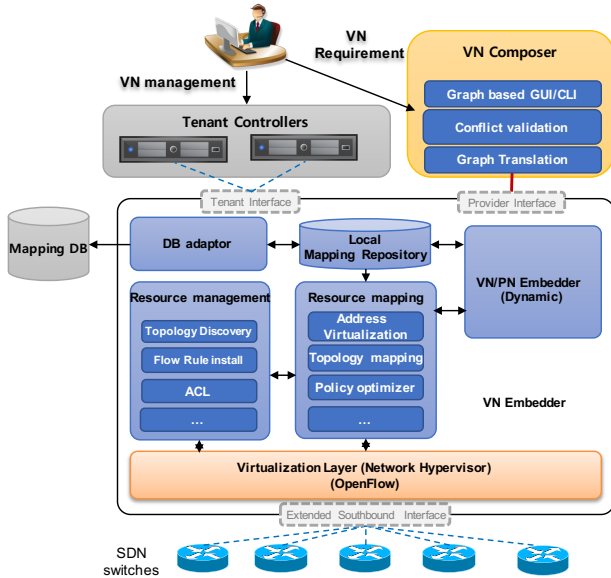 VN
Requirement
VN management
VN Composer
Graph based GUI/CLI
Conflict validation
Graph Translation
Tenant Controllers
Tenant Interface
Provider Interface
Mapping DB
DB adaptor
Local
Mapping Repository
VN/PN Embedder
(Dynamic)
Resource management
Topology Discovery
Flow Rule install
ACL
...
Resource mapping
Address
Virtualization
Topology mapping
Policy optimizer
...
VN Embedder
Virtualization Layer (Network Hypervisor)
(OpenFlow)
Extended Southbound Interface
SDN
switches